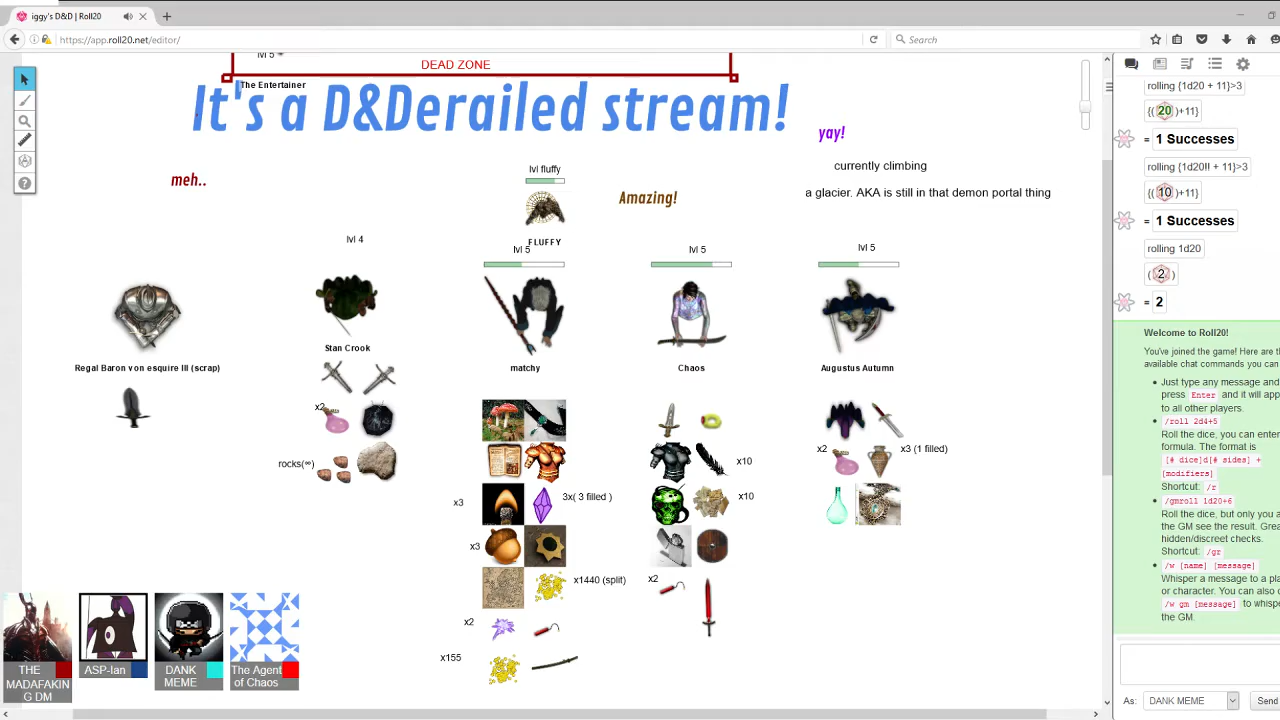 iggy's D&D | Roll20
https://app.roll20.net/editor/
Search
lvl 5
DEAD ZONE
The Entertainer
It's a D&Derailed stream!
yay!
currently climbing
a glacier. AKA is still in that demon portal thing
meh..
lvl fluffy
Amazing!
FLUFFY
lvl 4
lvl 5
lvl 5
lvl 5
Regal Baron von esquire III (scrap)
Stan Crook
matchy
Chaos
Augustus Autumn
x2
rocks(∞)
x3
3x( 3 filled )
x3
x1440 (split)
x2
x155
x10
x10
x2
x2
x3 (1 filled)
THE MADAFAKIN G DM
ASP-Ian
DANK MEME
The Agent of Chaos
rolling {1d20 + 11}>3
{( 20 )+11}
= 1 Successes
rolling {1d20!! + 11}>3
{( 10 )+11}
= 1 Successes
rolling 1d20
( 2 )
= 2
Welcome to Roll20!
You've joined the game! Here are th
available chat commands you can
Just type any message and
press Enter and it will app
to all other players.
/roll 2d4+5
Roll the dice, you can enter
formula. The format is
[# dice]d[# sides] +
[modifiers]
Shortcut: /r
/gmroll 1d20+6
Roll the dice, but only you a
the GM see the result. Grea
hidden/discreet checks.
Shortcut: /gr
/w [name] [message]
Whisper a message to a pla
or character. You can also u
/w gm [message] to whisp
the GM.
As: DANK MEME Send